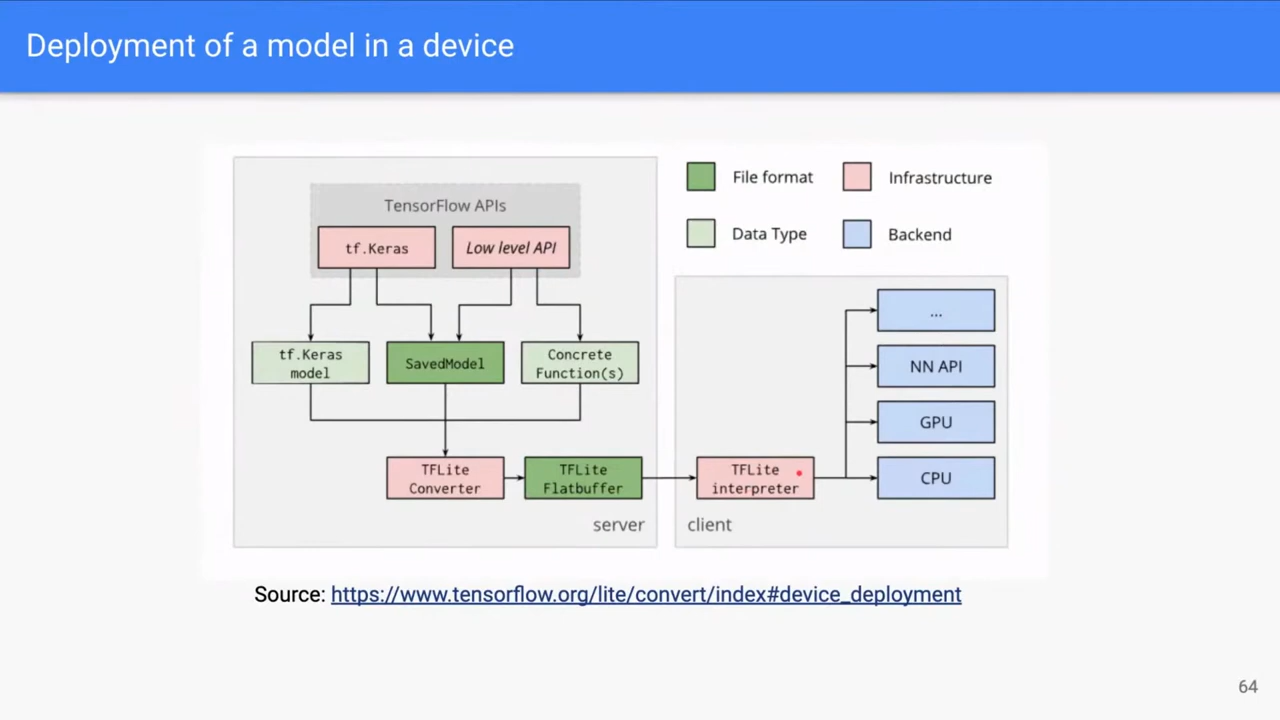 Deployment of a model in a device
TensorFlow APIs
tf.Keras
Low level API
tf.Keras
model
SavedModel
Concrete
Function(s)
TFLite
Converter
TFLite
Flatbuffer
server
File format
Infrastructure
Data Type
Backend
TFLite
interpreter
client
...
NN API
GPU
CPU
Source: https://www.tensorflow.org/lite/convert/index#device_deployment
64